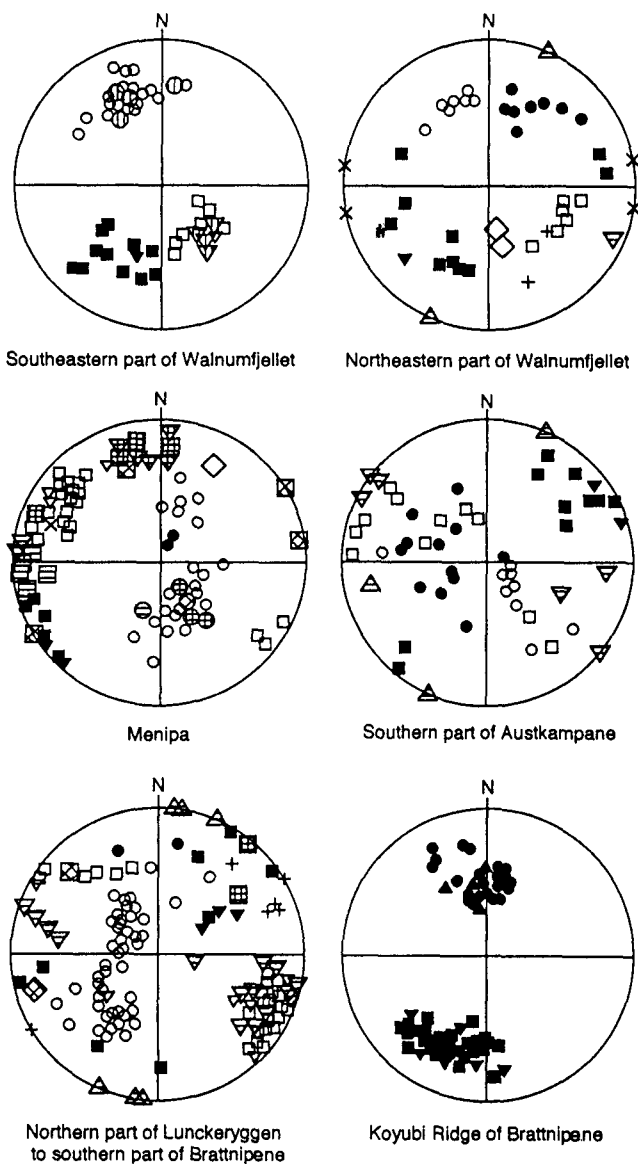 N
N
Southeastern part of Walnumfjellet
Northeastern part of Walnumfjellet
N
N
Menipa
Southern part of Austkampane
N
N
Northern part of Lunckeryggen
to southern part of Brattnipene
Koyubi Ridge of Brattnipene